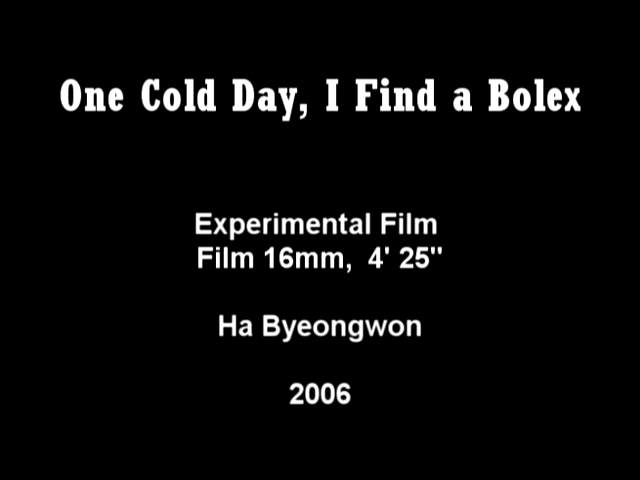 One Cold Day, I Find a Bolex
Experimental Film
Film 16mm,  4' 25"
Ha Byeongwon
2006